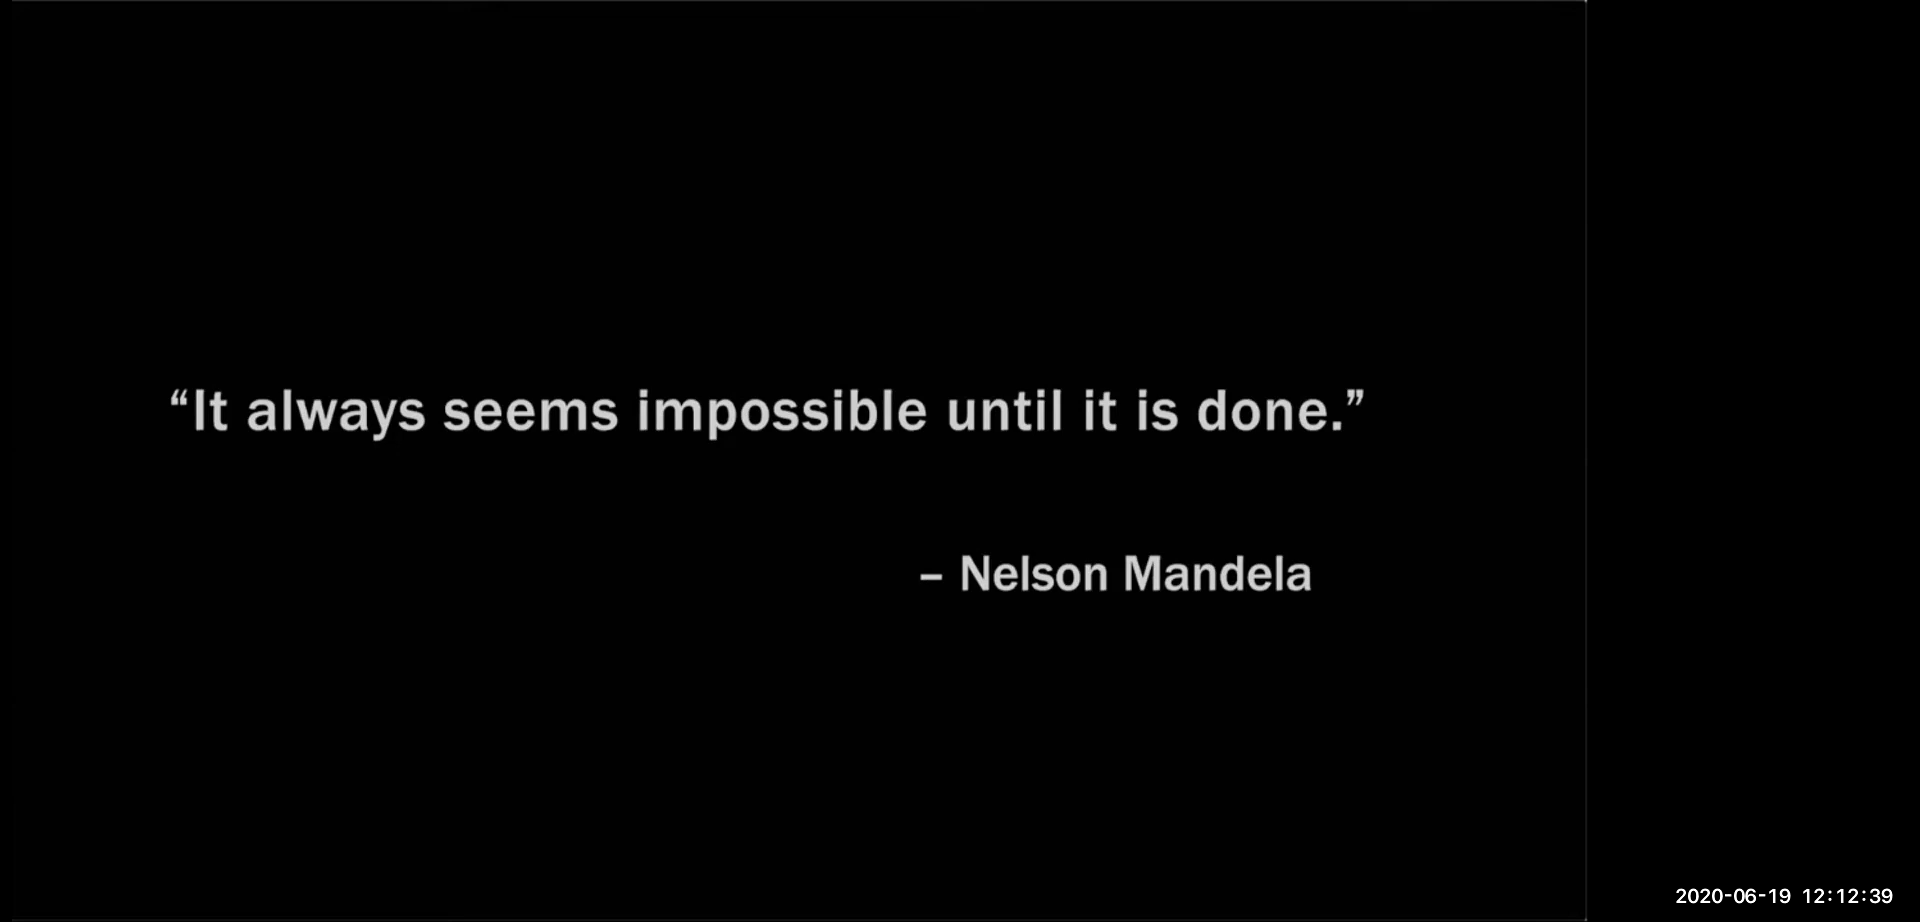 “It always seems impossible until it is done.”
– Nelson Mandela
2020-06-19 12:12:39